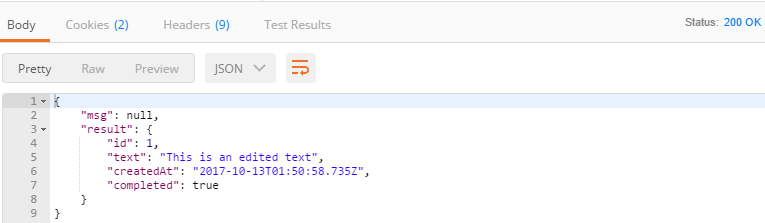 Body Cookies (2) Headers (9) Test Results Status: 200 OK
Pretty Raw Preview JSON
1 {
2 "msg": null,
3 "result": {
4 "id": 1,
5 "text": "This is an edited text",
6 "createdAt": "2017-10-13T01:50:58.735Z",
7 "completed": true
8 }
9 }